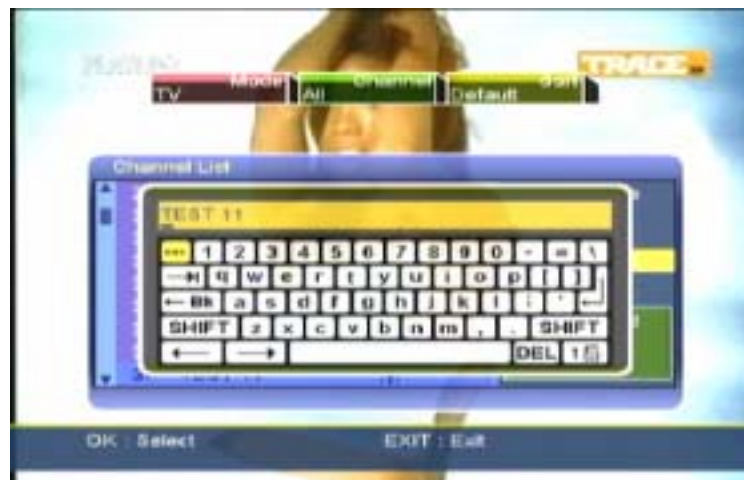 TRACE
Mode Channel
TV All Default
Channel List
TEST 11
1 2 3 4 5 6 7 8 9 0 - = \
q w e r t y u i o p [ ]
← Bk a s d f g h j k l ; '
SHIFT z x c v b n m , . SHIFT
← → DEL
OK : Select EXIT : Exit